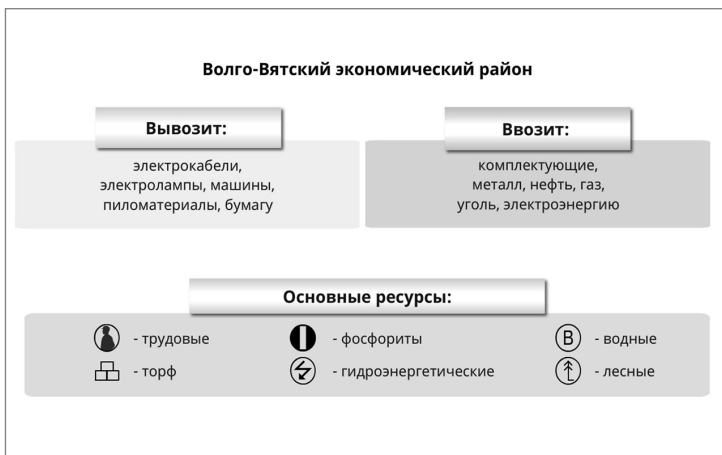 Волго-Вятский экономический район
Вывозит:
электрокабели,
электролампы, машины,
пиломатериалы, бумагу
Ввозит:
комплектующие,
металл, нефть, газ,
уголь, электроэнергию
Основные ресурсы:
- трудовые
- фосфориты
В - водные
- торф
- гидроэнергетические
- лесные